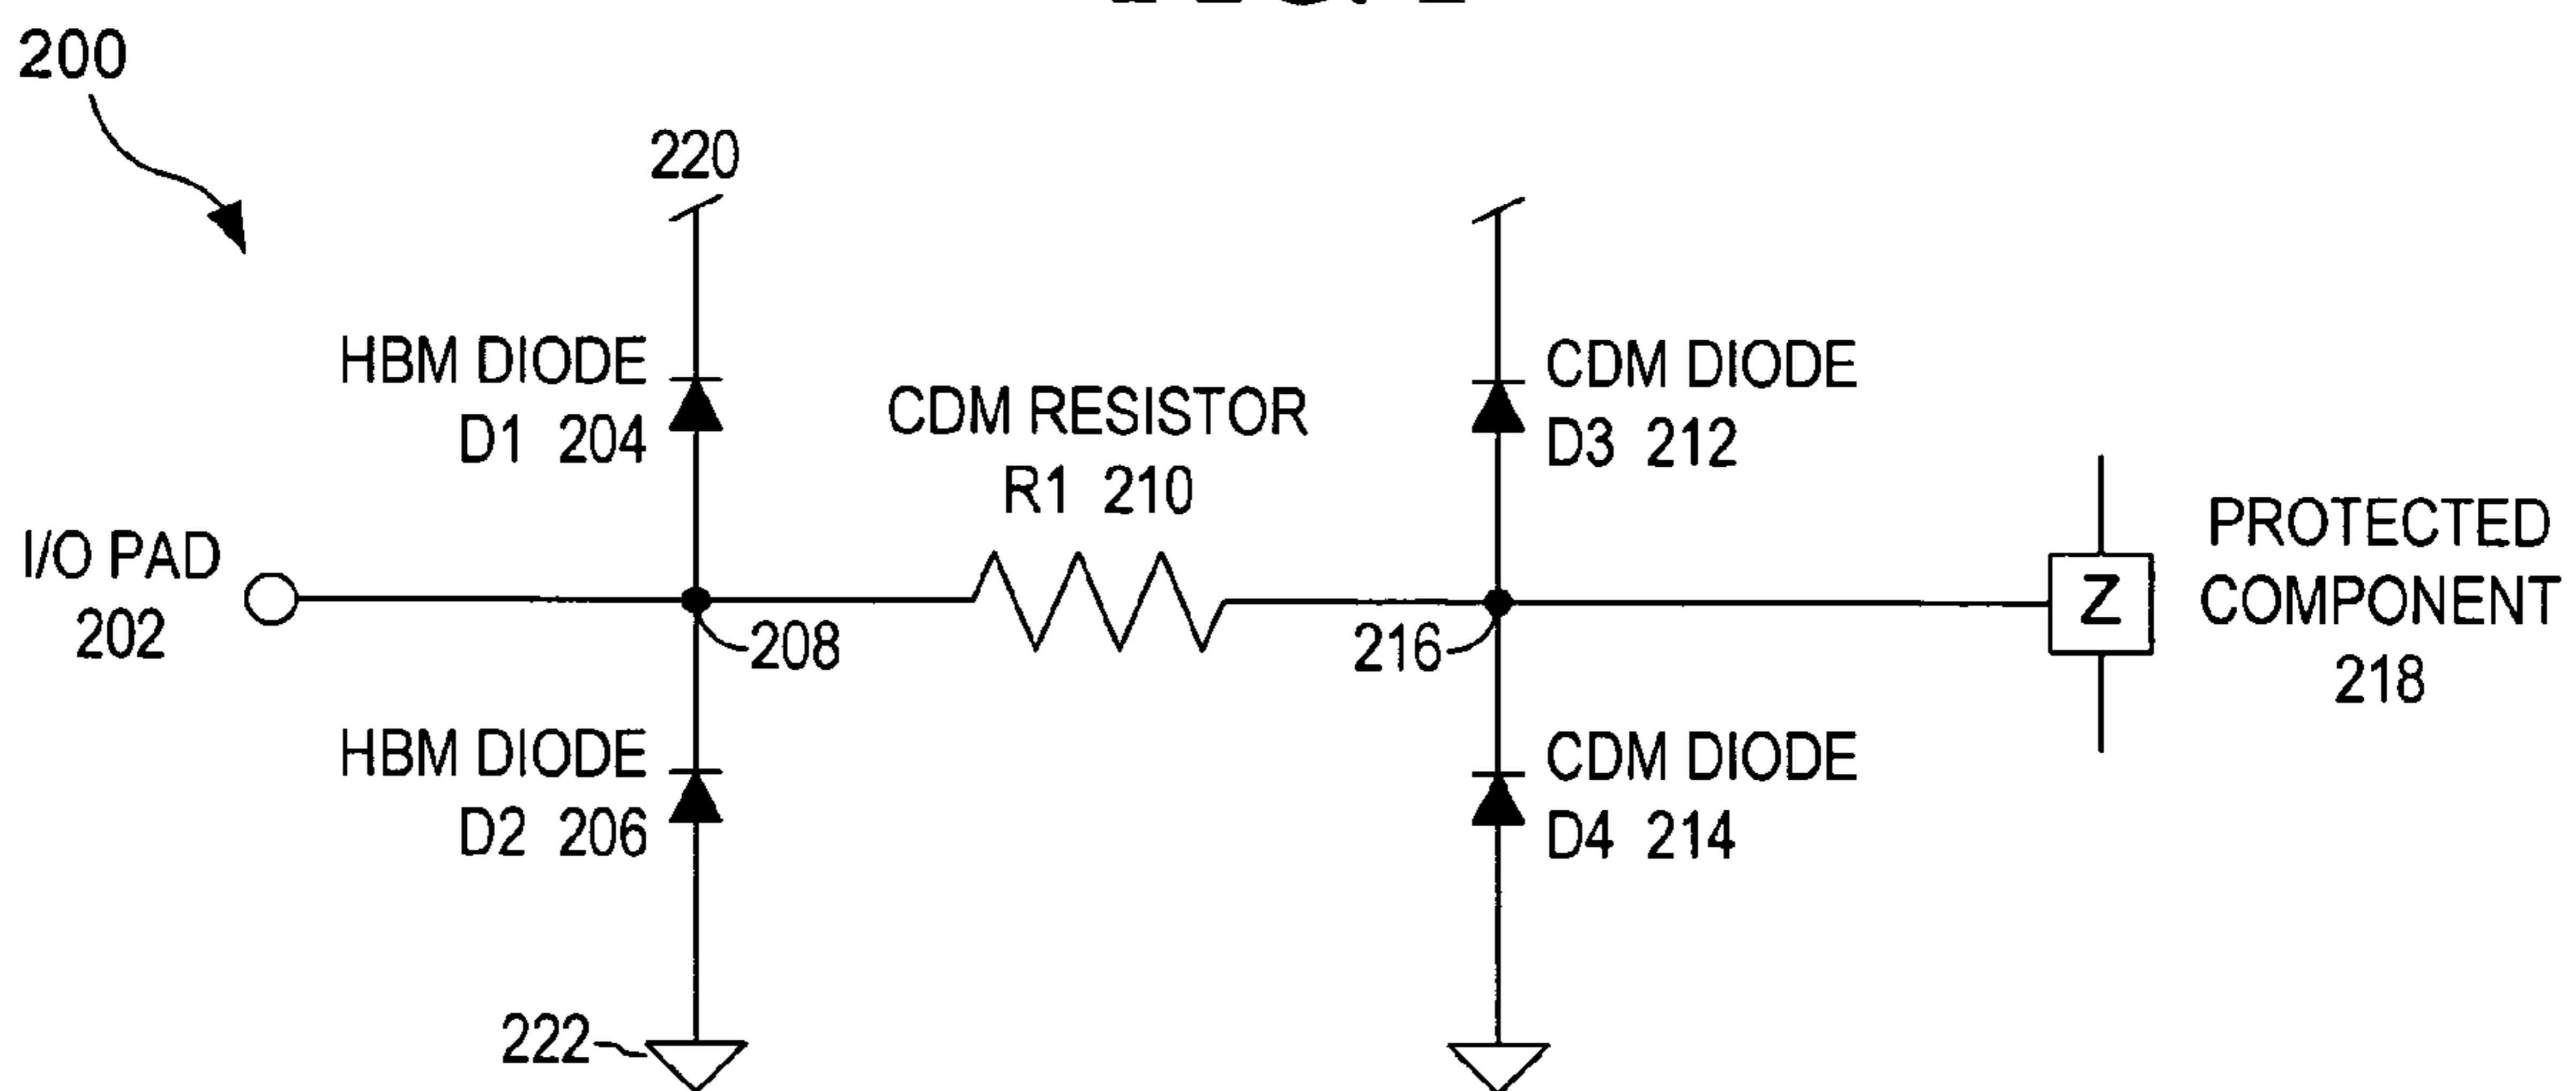 200
220
HBM DIODE
D1 204
CDM RESISTOR
R1 210
CDM DIODE
D3 212
I/O PAD
202
208
216
Z
PROTECTED
COMPONENT
218
HBM DIODE
D2 206
CDM DIODE
D4 214
222